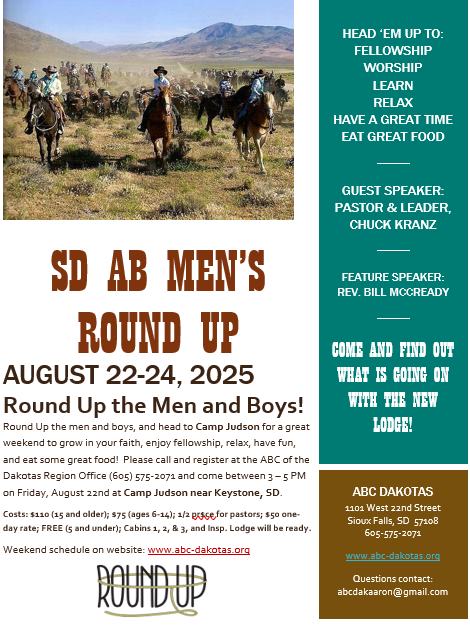 SD AB MEN'S
ROUND UP
AUGUST 22-24, 2025
Round Up the Men and Boys!
Round Up the men and boys, and head to Camp Judson for a great
weekend to grow in your faith, enjoy fellowship, relax, have fun,
and eat some great food!  Please call and register at the ABC of the
Dakotas Region Office (605) 575-2071 and come between 3 – 5 PM
on Friday, August 22nd at Camp Judson near Keystone, SD.
Costs: $110 (15 and older); $75 (ages 6-14); 1/2 prsce for pastors; $50 one-
day rate; FREE (5 and under); Cabins 1, 2, & 3, and Insp. Lodge will be ready.
Weekend schedule on website: www.abc-dakotas.org
ROUND UP
HEAD 'EM UP TO:
FELLOWSHIP
WORSHIP
LEARN
RELAX
HAVE A GREAT TIME
EAT GREAT FOOD
GUEST SPEAKER:
PASTOR & LEADER,
CHUCK KRANZ
FEATURE SPEAKER:
REV. BILL MCCREADY
COME AND FIND OUT
WHAT IS GOING ON
WITH THE NEW
LODGE!
ABC DAKOTAS
1101 West 22nd Street
Sioux Falls, SD  57108
605-575-2071
www.abc-dakotas.org
Questions contact:
abcdakaaron@gmail.com